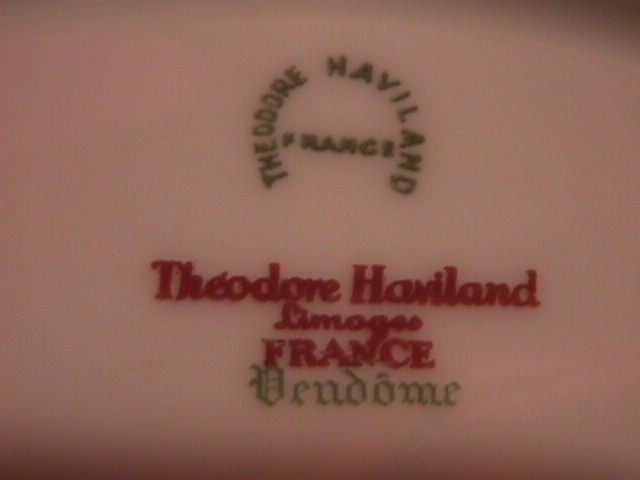 THEODORE HAVILAND
FRANCE
Theodore Haviland
Limoges
FRANCE
Vendôme